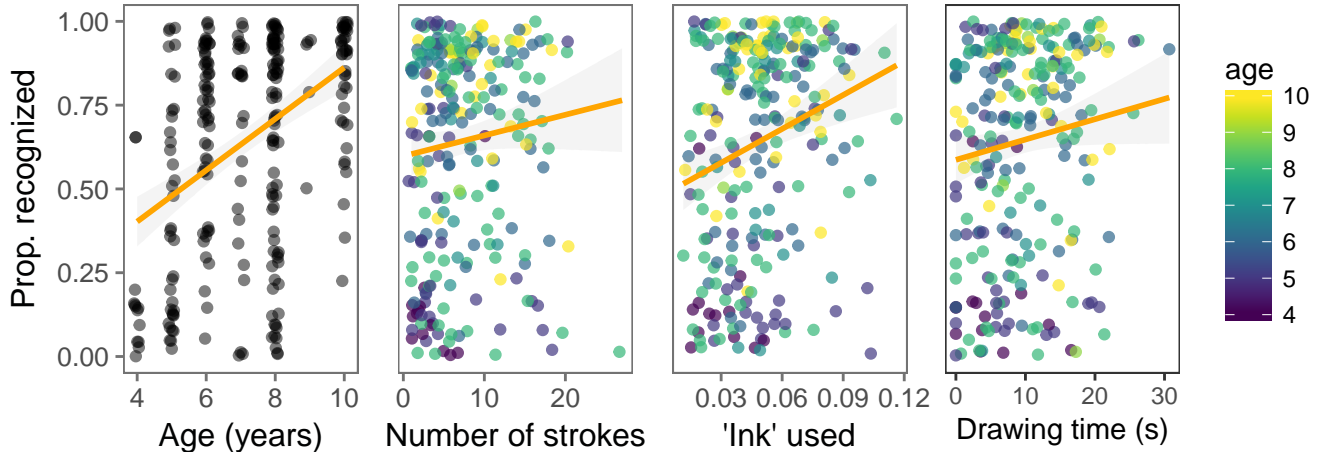 Prop. recognized
1.00
0.75
0.50
0.25
0.00
4 6 8 10
Age (years)
0 10 20
Number of strokes
0.03 0.06 0.09 0.12
'Ink' used
0 10 20 30
Drawing time (s)
age
10
9
8
7
6
5
4